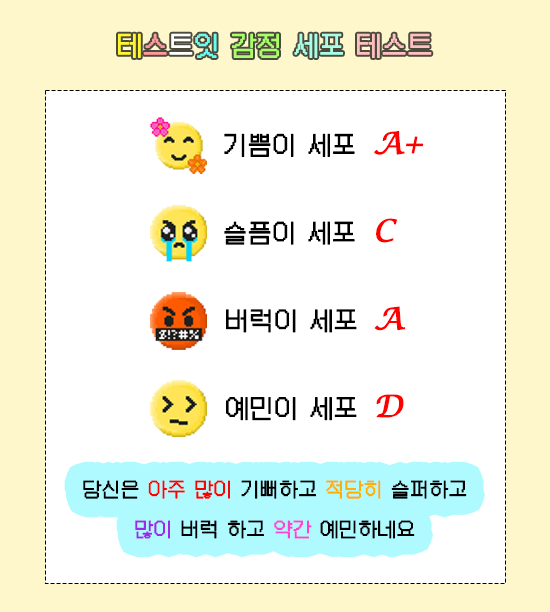 테스트잇 감정 세포 테스트
기쁨이 세포 A+
슬픔이 세포 C
버럭이 세포 A
$!?#%
예민이 세포 D
당신은 아주 많이 기뻐하고 적당히 슬퍼하고
많이 버럭 하고 약간 예민하네요